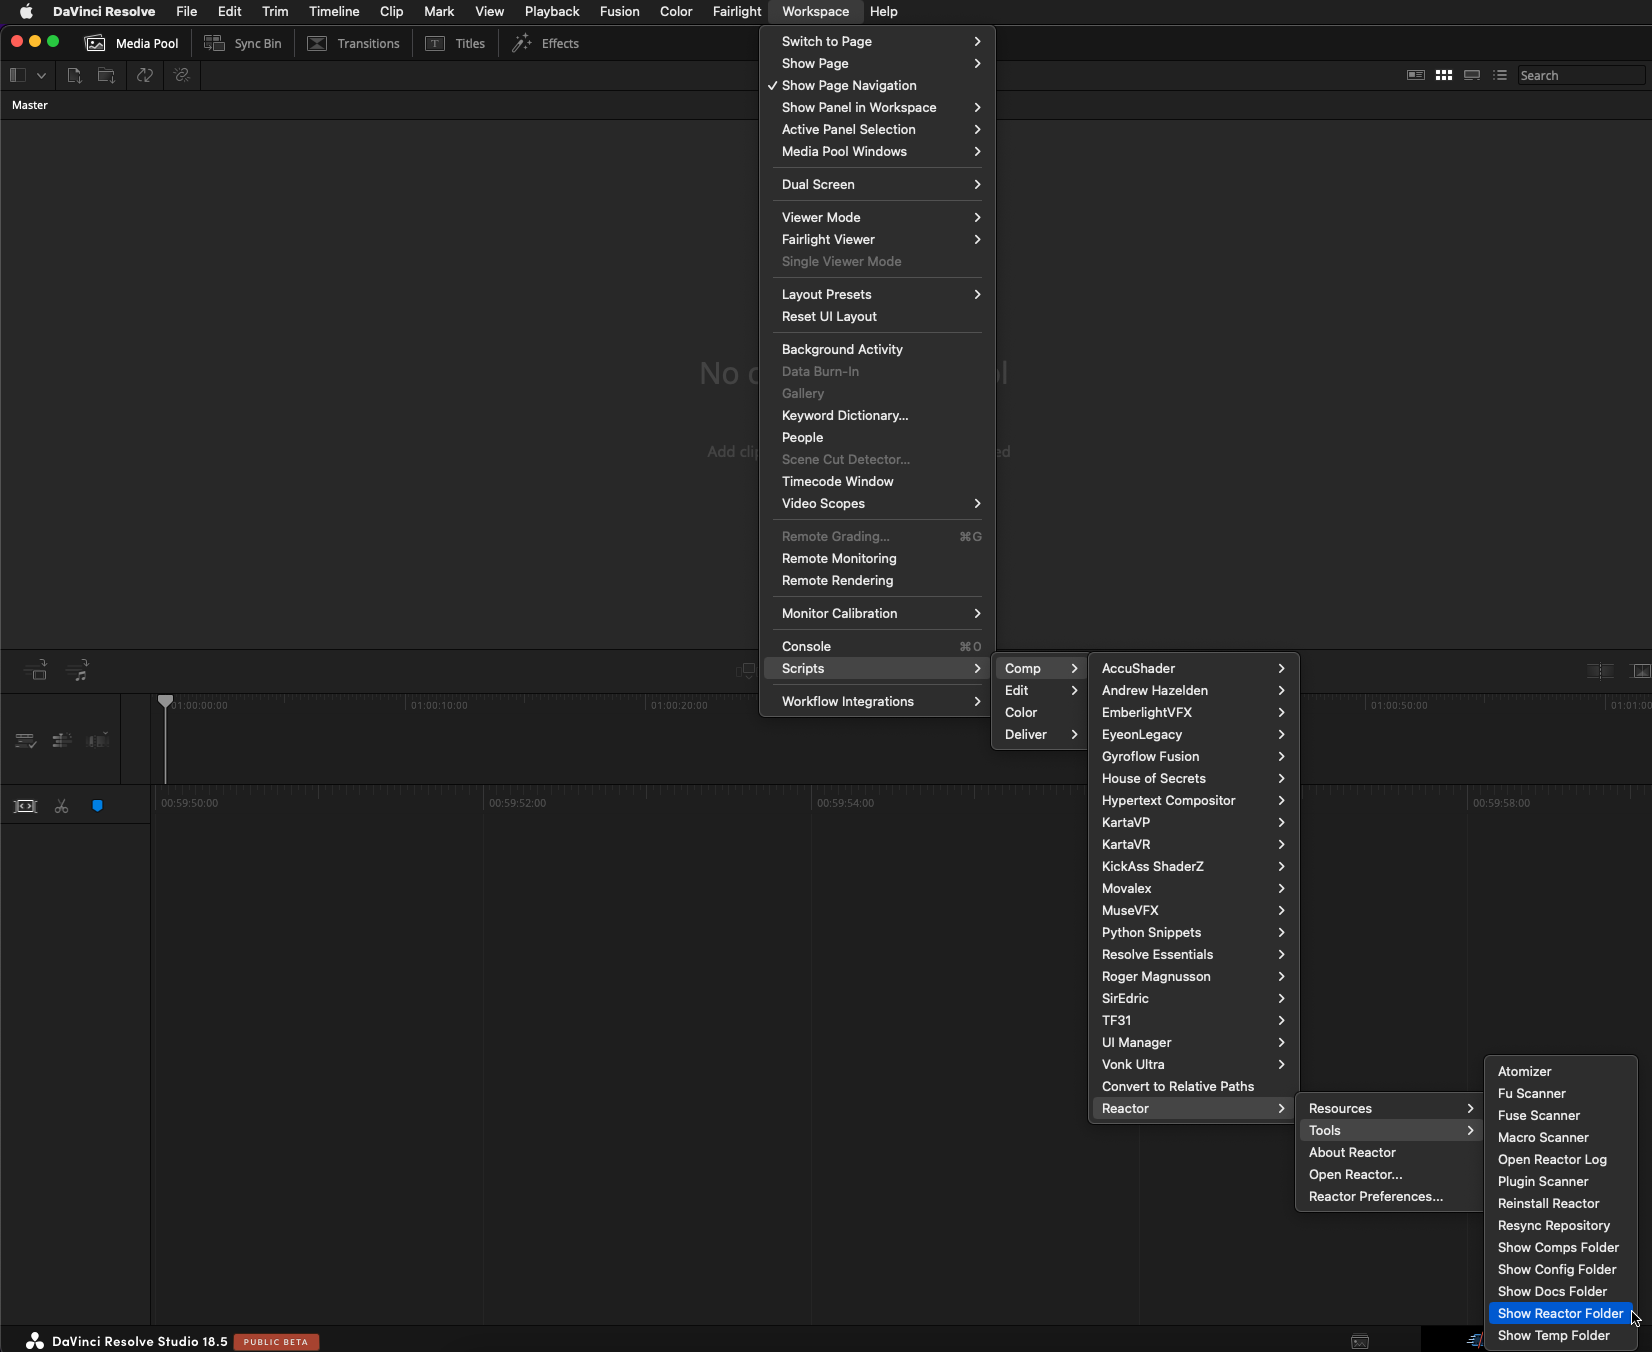 DaVinci Resolve File Edit Trim Timeline Clip Mark View Playback Fusion Color Fairlight Workspace Help
Media Pool Sync Bin Transitions Titles Effects
Search
Master
Switch to Page
Show Page
✓ Show Page Navigation
Show Panel in Workspace
Active Panel Selection
Media Pool Windows
Dual Screen
Viewer Mode
Fairlight Viewer
Single Viewer Mode
Layout Presets
Reset UI Layout
Background Activity
Data Burn-In
Gallery
Keyword Dictionary...
People
Scene Cut Detector...
Timecode Window
Video Scopes
Remote Grading... ⌘G
Remote Monitoring
Remote Rendering
Monitor Calibration
Console ⌘0
Scripts
Workflow Integrations
No
Add
Comp
Edit
Color
Deliver
AccuShader
Andrew Hazelden
EmberlightVFX
EyeonLegacy
Gyroflow Fusion
House of Secrets
Hypertext Compositor
KartaVP
KartaVR
KickAss ShaderZ
Movalex
MuseVFX
Python Snippets
Resolve Essentials
Roger Magnusson
SirEdric
TF31
UI Manager
Vonk Ultra
Convert to Relative Paths
Reactor
Resources
Tools
About Reactor
Open Reactor...
Reactor Preferences...
Atomizer
Fu Scanner
Fuse Scanner
Macro Scanner
Open Reactor Log
Plugin Scanner
Reinstall Reactor
Resync Repository
Show Comps Folder
Show Config Folder
Show Docs Folder
Show Reactor Folder
Show Temp Folder
01:00:00:00 01:00:10:00 01:00:20:00 01:00:50:00 01:01:00
00:59:50:00 00:59:52:00 00:59:54:00 00:59:58:00
DaVinci Resolve Studio 18.5 PUBLIC BETA